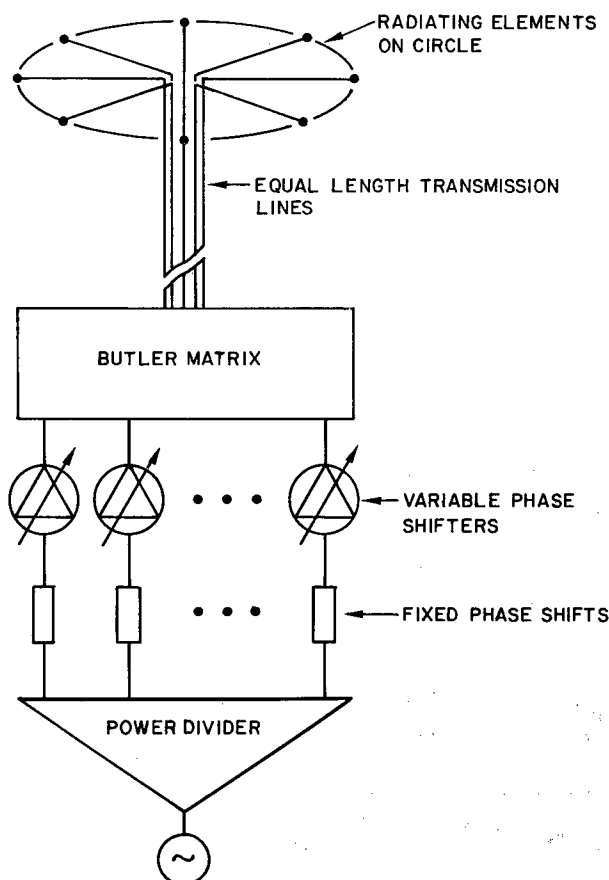 RADIATING ELEMENTS
ON CIRCLE
EQUAL LENGTH TRANSMISSION
LINES
BUTLER MATRIX
VARIABLE PHASE
SHIFTERS
FIXED PHASE SHIFTS
POWER DIVIDER
~